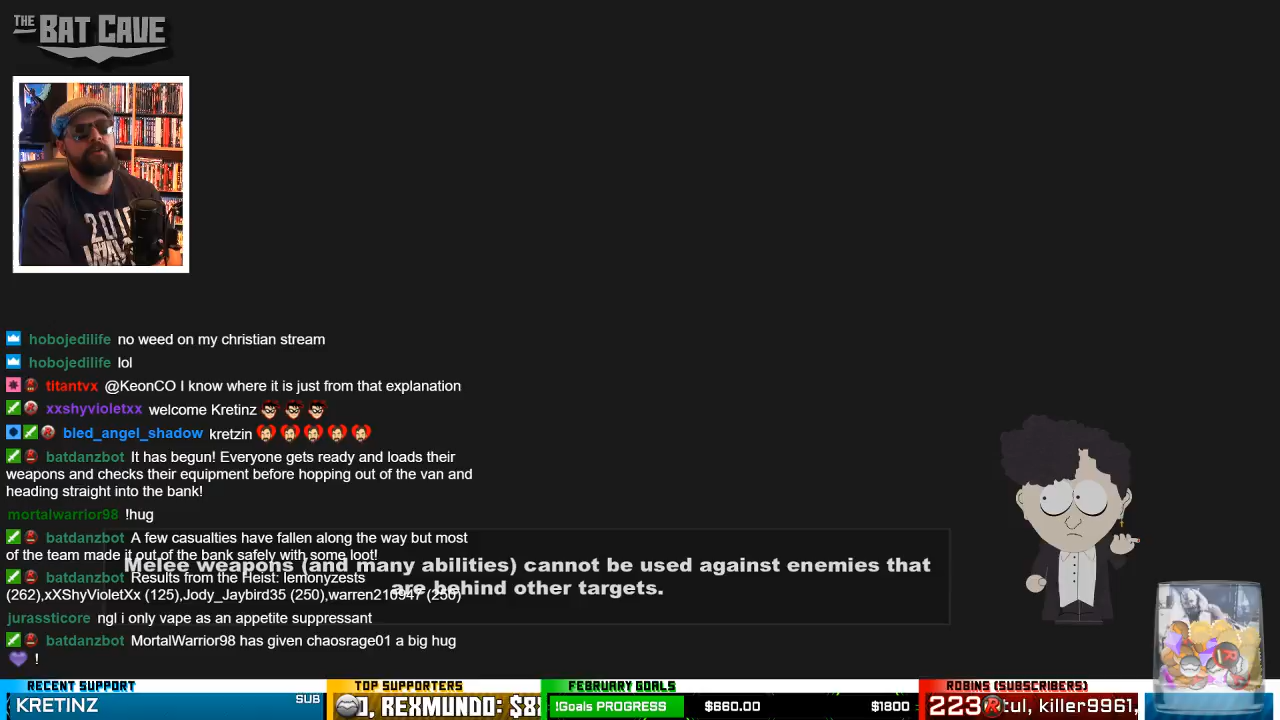 THE
BAT CAVE
hobojedilife no weed on my christian stream
hobojedilife lol
titantvx @KeonCO I know where it is just from that explanation
xxshyvioletxx welcome Kretinz
bled_angel_shadow kretzin
batdanzbot It has begun! Everyone gets ready and loads their
weapons and checks their equipment before hopping out of the van and
heading straight into the bank!
mortalwarrior98 !hug
batdanzbot A few casualties have fallen along the way but most
of the team made it out of the bank safely with some loot!
batdanzbot Results from the Heist: lemonyzests
(262),xXShyVioletXx (125),Jody_Jaybird35 (250),warren216947 (250)
jurassticore ngl i only vape as an appetite suppressant
batdanzbot MortalWarrior98 has given chaosrage01 a big hug
!
Melee weapons (and many abilities) cannot be used against enemies that
are behind other targets.
RECENT SUPPORT
KRETINZ SUB
TOP SUPPORTERS
REXMUNDO:
FEBRUARY GOALS
!Goals PROGRESS $660.00 $1800
ROBINS (SUBSCRIBERS)
223 tul, killer9961,